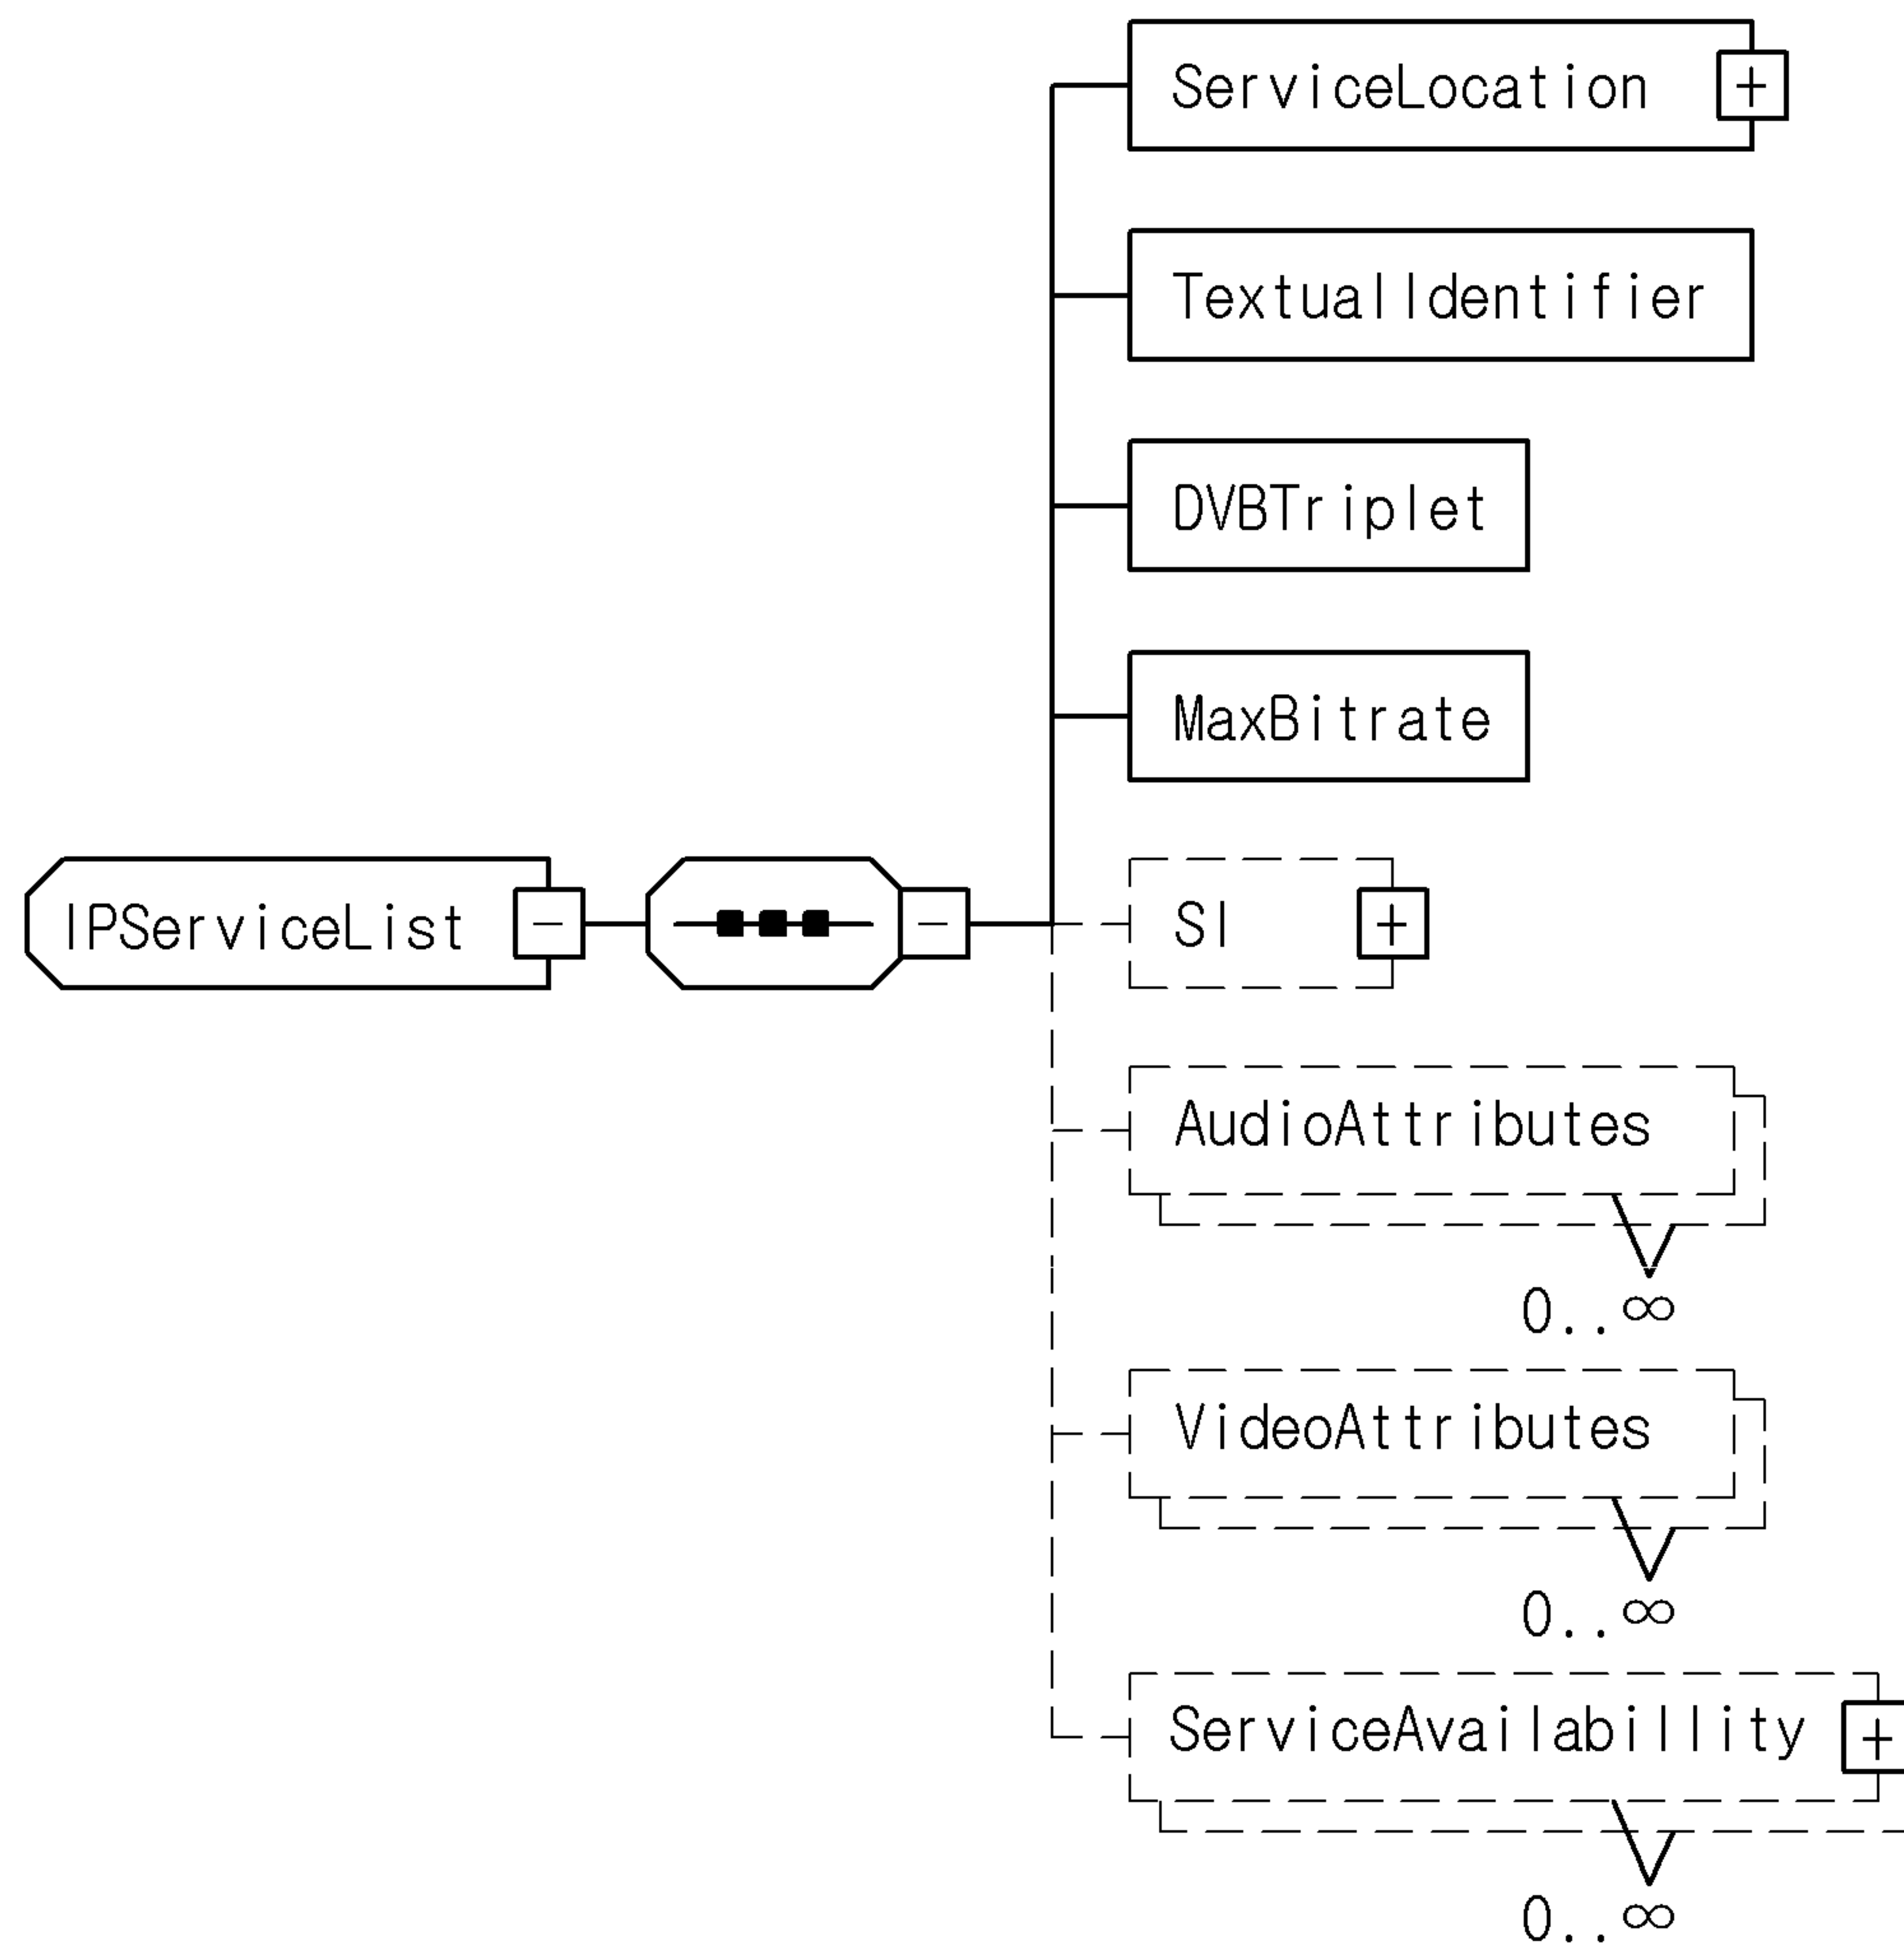 ServiceLocation
TextualIdentifier
DVBTriplet
MaxBitrate
IPServiceList
SI
AudioAttributes
0..∞
VideoAttributes
0..∞
ServiceAvailabillity
0..∞